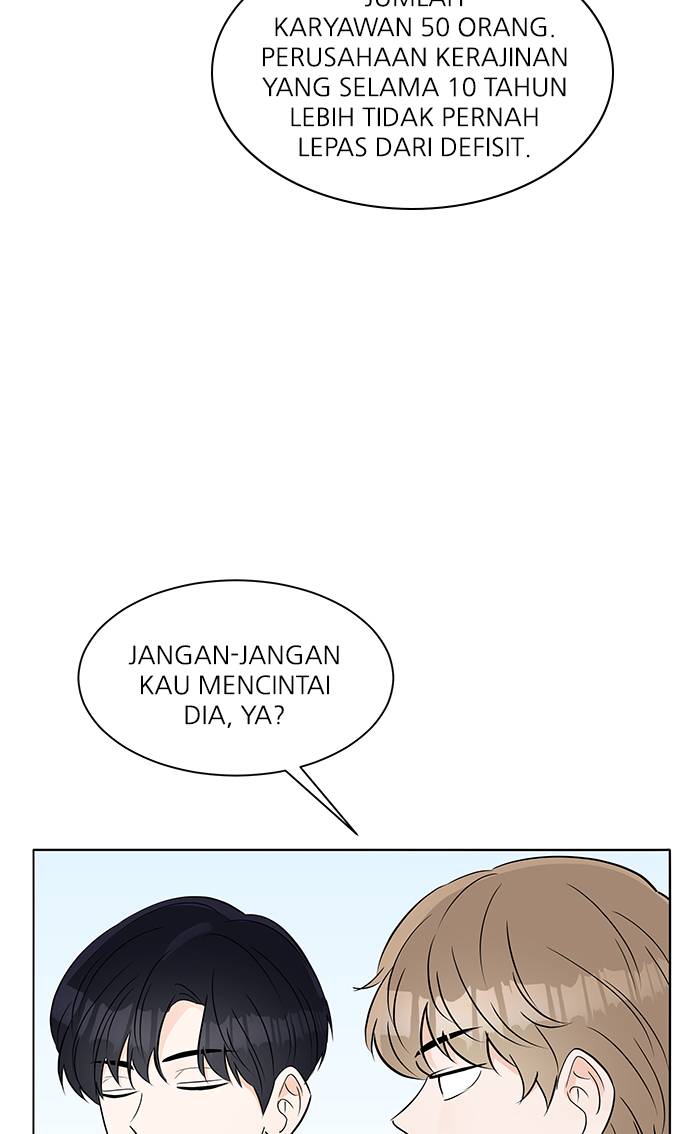 JUMLAH
KARYAWAN 50 ORANG.
PERUSAHAAN KERAJINAN
YANG SELAMA 10 TAHUN
LEBIH TIDAK PERNAH
LEPAS DARI DEFISIT.
JANGAN-JANGAN
KAU MENCINTAI
DIA, YA?